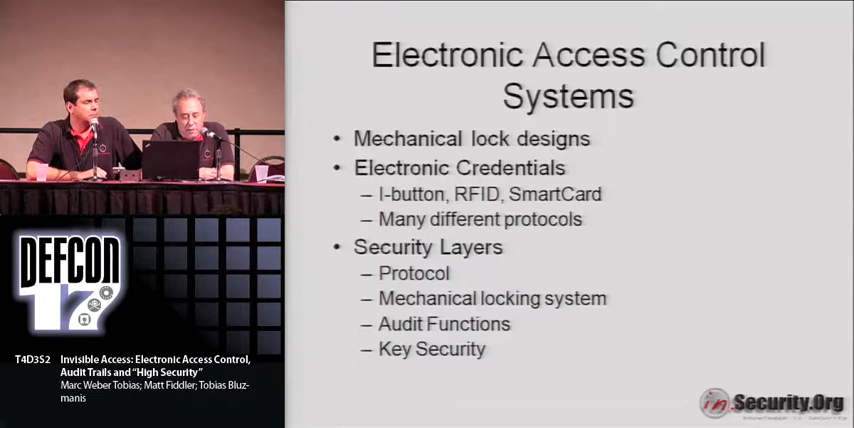 Electronic Access Control
Systems
• Mechanical lock designs
• Electronic Credentials
– I-button, RFID, SmartCard
– Many different protocols
• Security Layers
– Protocol
– Mechanical locking system
– Audit Functions
– Key Security
DEFCON
17
T4D3S2 Invisible Access: Electronic Access Control,
Audit Trails and “High Security”
Marc Weber Tobias; Matt Fiddler; Tobias Bluz-
manis
in.Security.Org